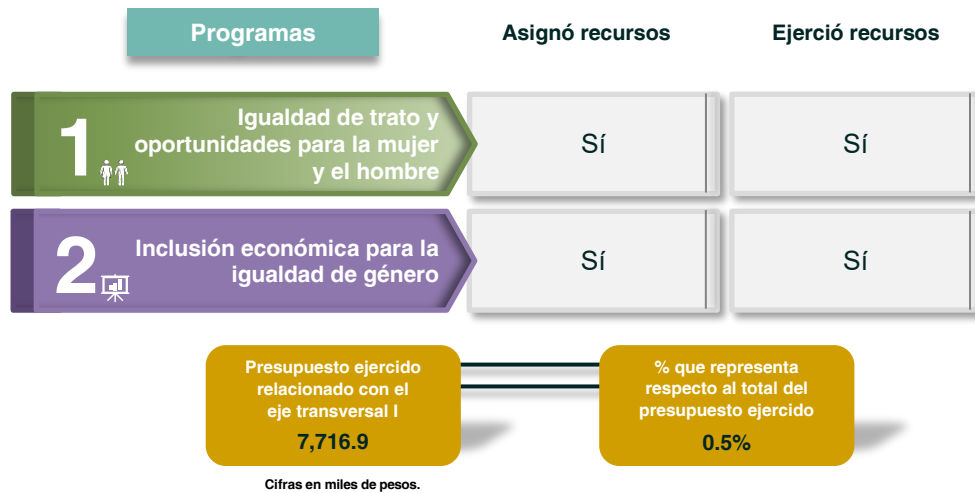 Programas
Asignó recursos
Ejerció recursos
1
Igualdad de trato y
oportunidades para la mujer
y el hombre
Sí
Sí
2
Inclusión económica para la
igualdad de género
Sí
Sí
Presupuesto ejercido
relacionado con el
eje transversal I
7,716.9
% que representa
respecto al total del
presupuesto ejercido
0.5%
Cifras en miles de pesos.